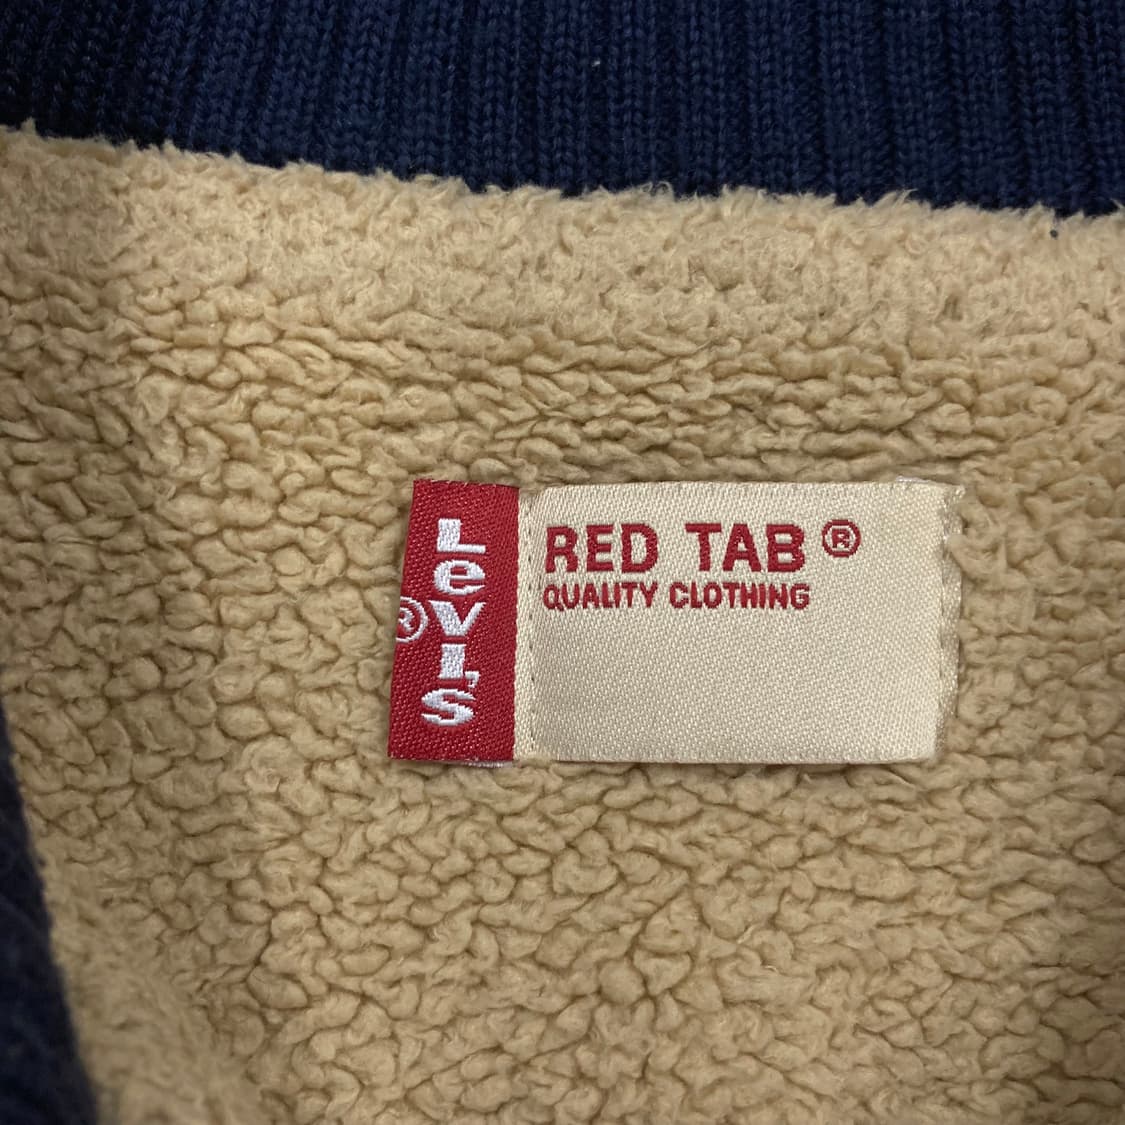 LEVI'S
®
RED TAB ®
QUALITY CLOTHING